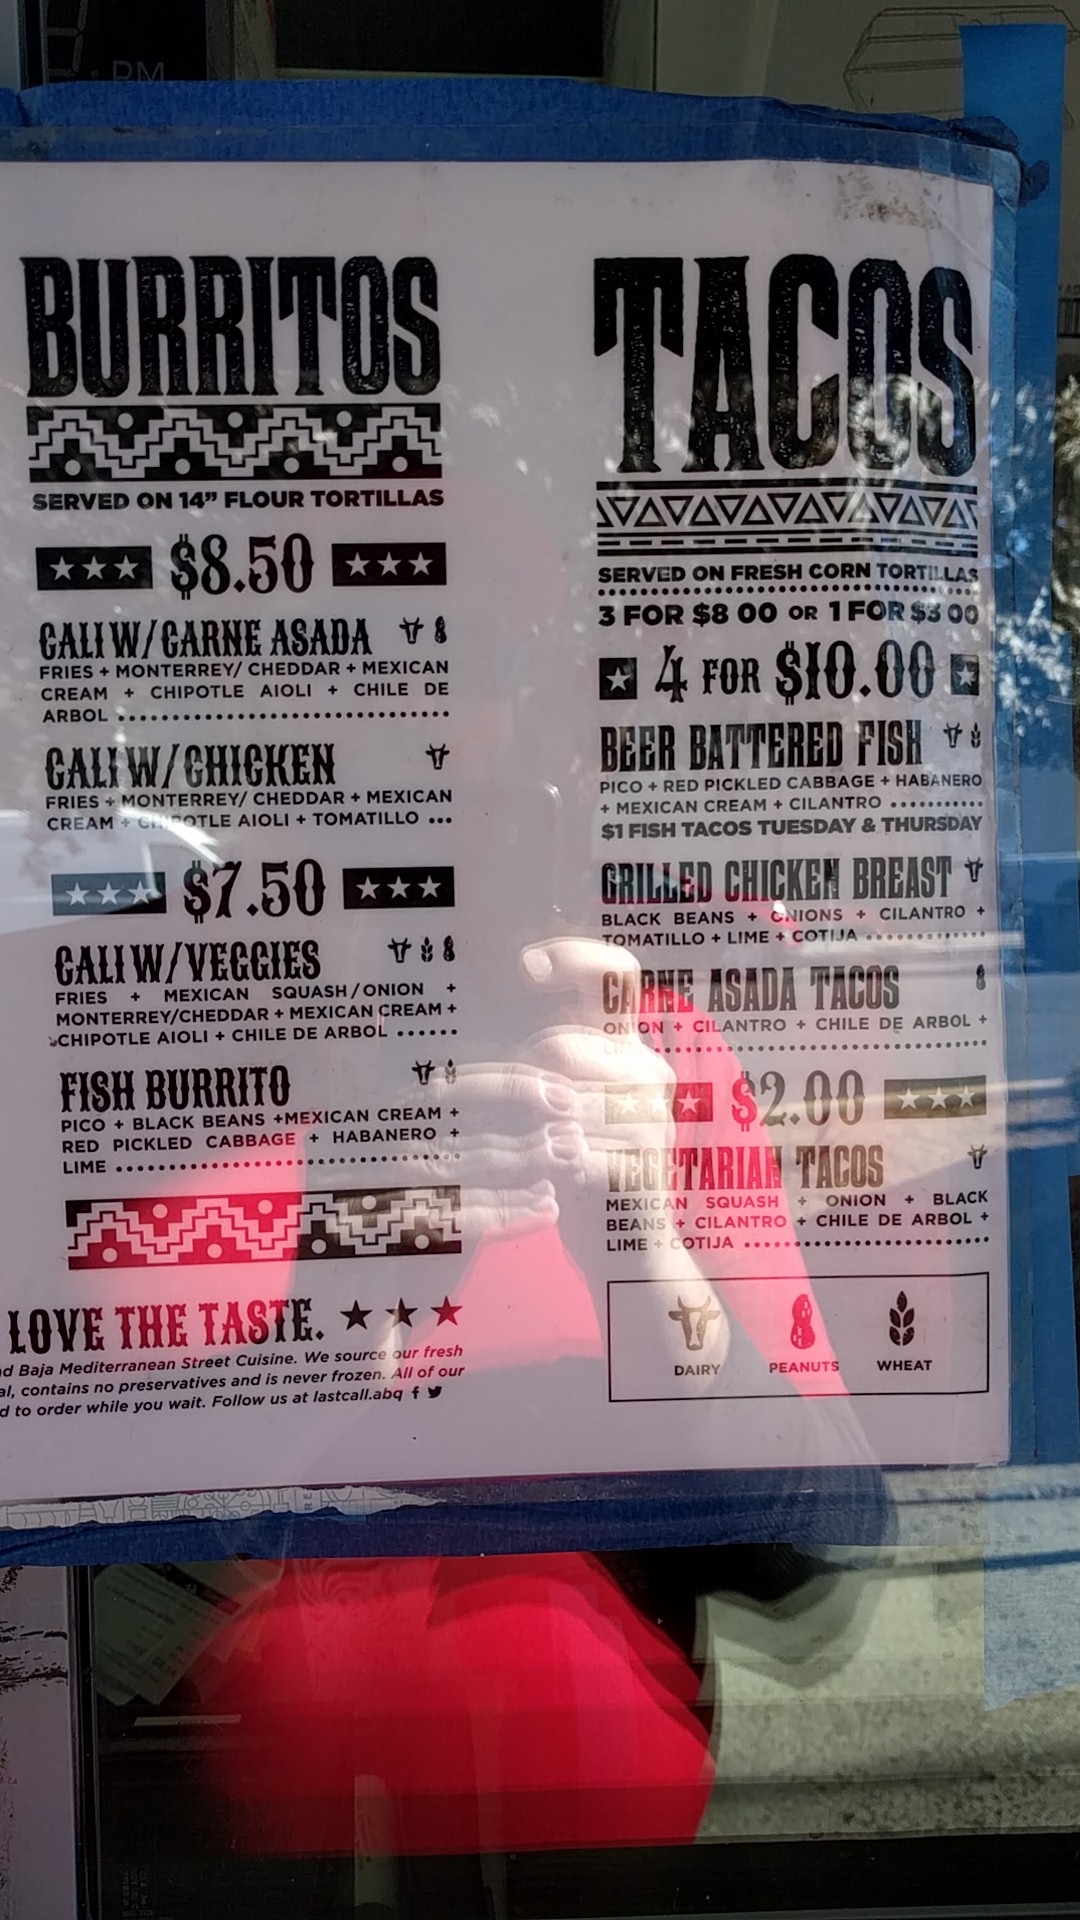 PM
BURRITOS
SERVED ON 14” FLOUR TORTILLAS
$8.50
CALI W/CARNE ASADA
FRIES + MONTERREY/ CHEDDAR + MEXICAN
CREAM + CHIPOTLE AIOLI + CHILE DE
ARBOL
CALI W/CHICKEN
FRIES + MONTERREY/ CHEDDAR + MEXICAN
CREAM + CHIPOTLE AIOLI + TOMATILLO
$7.50
CALI W/VEGGIES
FRIES + MEXICAN SQUASH/ONION +
MONTERREY/CHEDDAR + MEXICAN CREAM +
CHIPOTLE AIOLI + CHILE DE ARBOL
FISH BURRITO
PICO + BLACK BEANS +MEXICAN CREAM +
RED PICKLED CABBAGE + HABANERO +
LIME
LOVE THE TASTE.
Baja Mediterranean Street Cuisine. We source our fresh
contains no preservatives and is never frozen. All of our
to order while you wait. Follow us at lastcall.abq
TACOS
SERVED ON FRESH CORN TORTILLAS
3 FOR $8 00 OR 1 FOR $3 00
4 FOR $10.00
BEER BATTERED FISH
PICO + RED PICKLED CABBAGE + HABANERO
+ MEXICAN CREAM + CILANTRO
$1 FISH TACOS TUESDAY & THURSDAY
GRILLED CHICKEN BREAST
BLACK BEANS + ONIONS + CILANTRO +
TOMATILLO + LIME + COTIJA
CARNE ASADA TACOS
ONION + CILANTRO + CHILE DE ARBOL +
$2.00
VEGETARIAN TACOS
MEXICAN SQUASH + ONION + BLACK
BEANS + CILANTRO + CHILE DE ARBOL +
LIME + COTIJA
DAIRY PEANUTS WHEAT